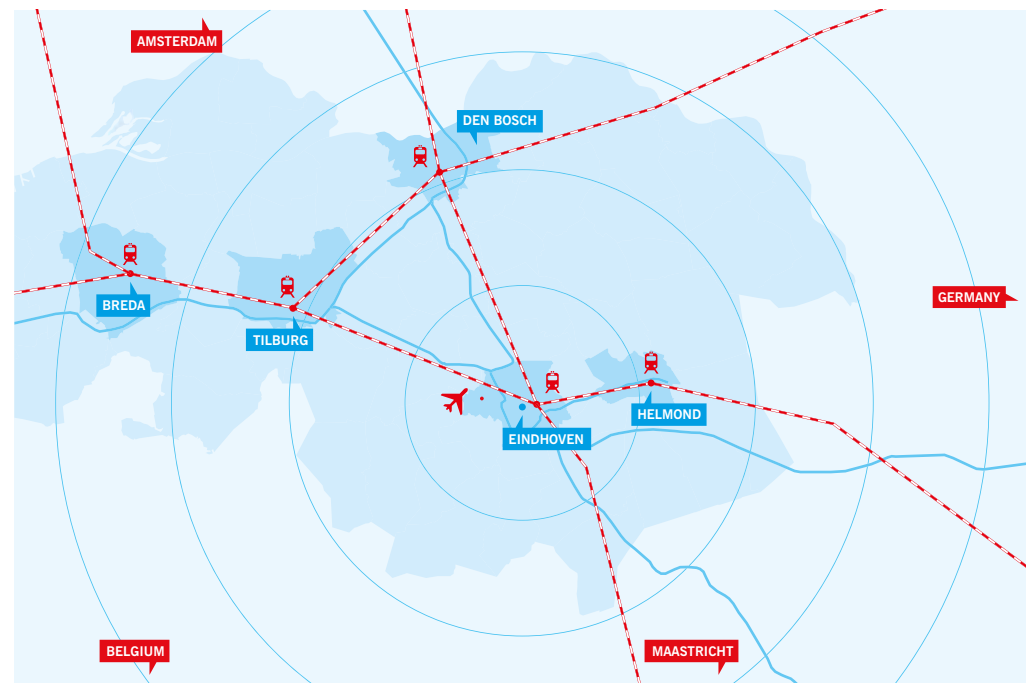 AMSTERDAM
DEN BOSCH
BREDA
TILBURG
GERMANY
HELMOND
EINDHOVEN
BELGIUM
MAASTRICHT